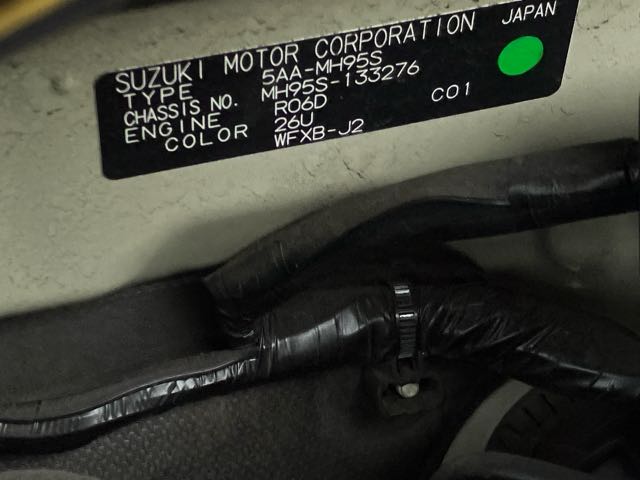 SUZUKI MOTOR CORPORATION JAPAN
TYPE 5AA-MH95S
CHASSIS NO. MH95S-133276
ENGINE R06D C01
COLOR 26U
WFXB-J2